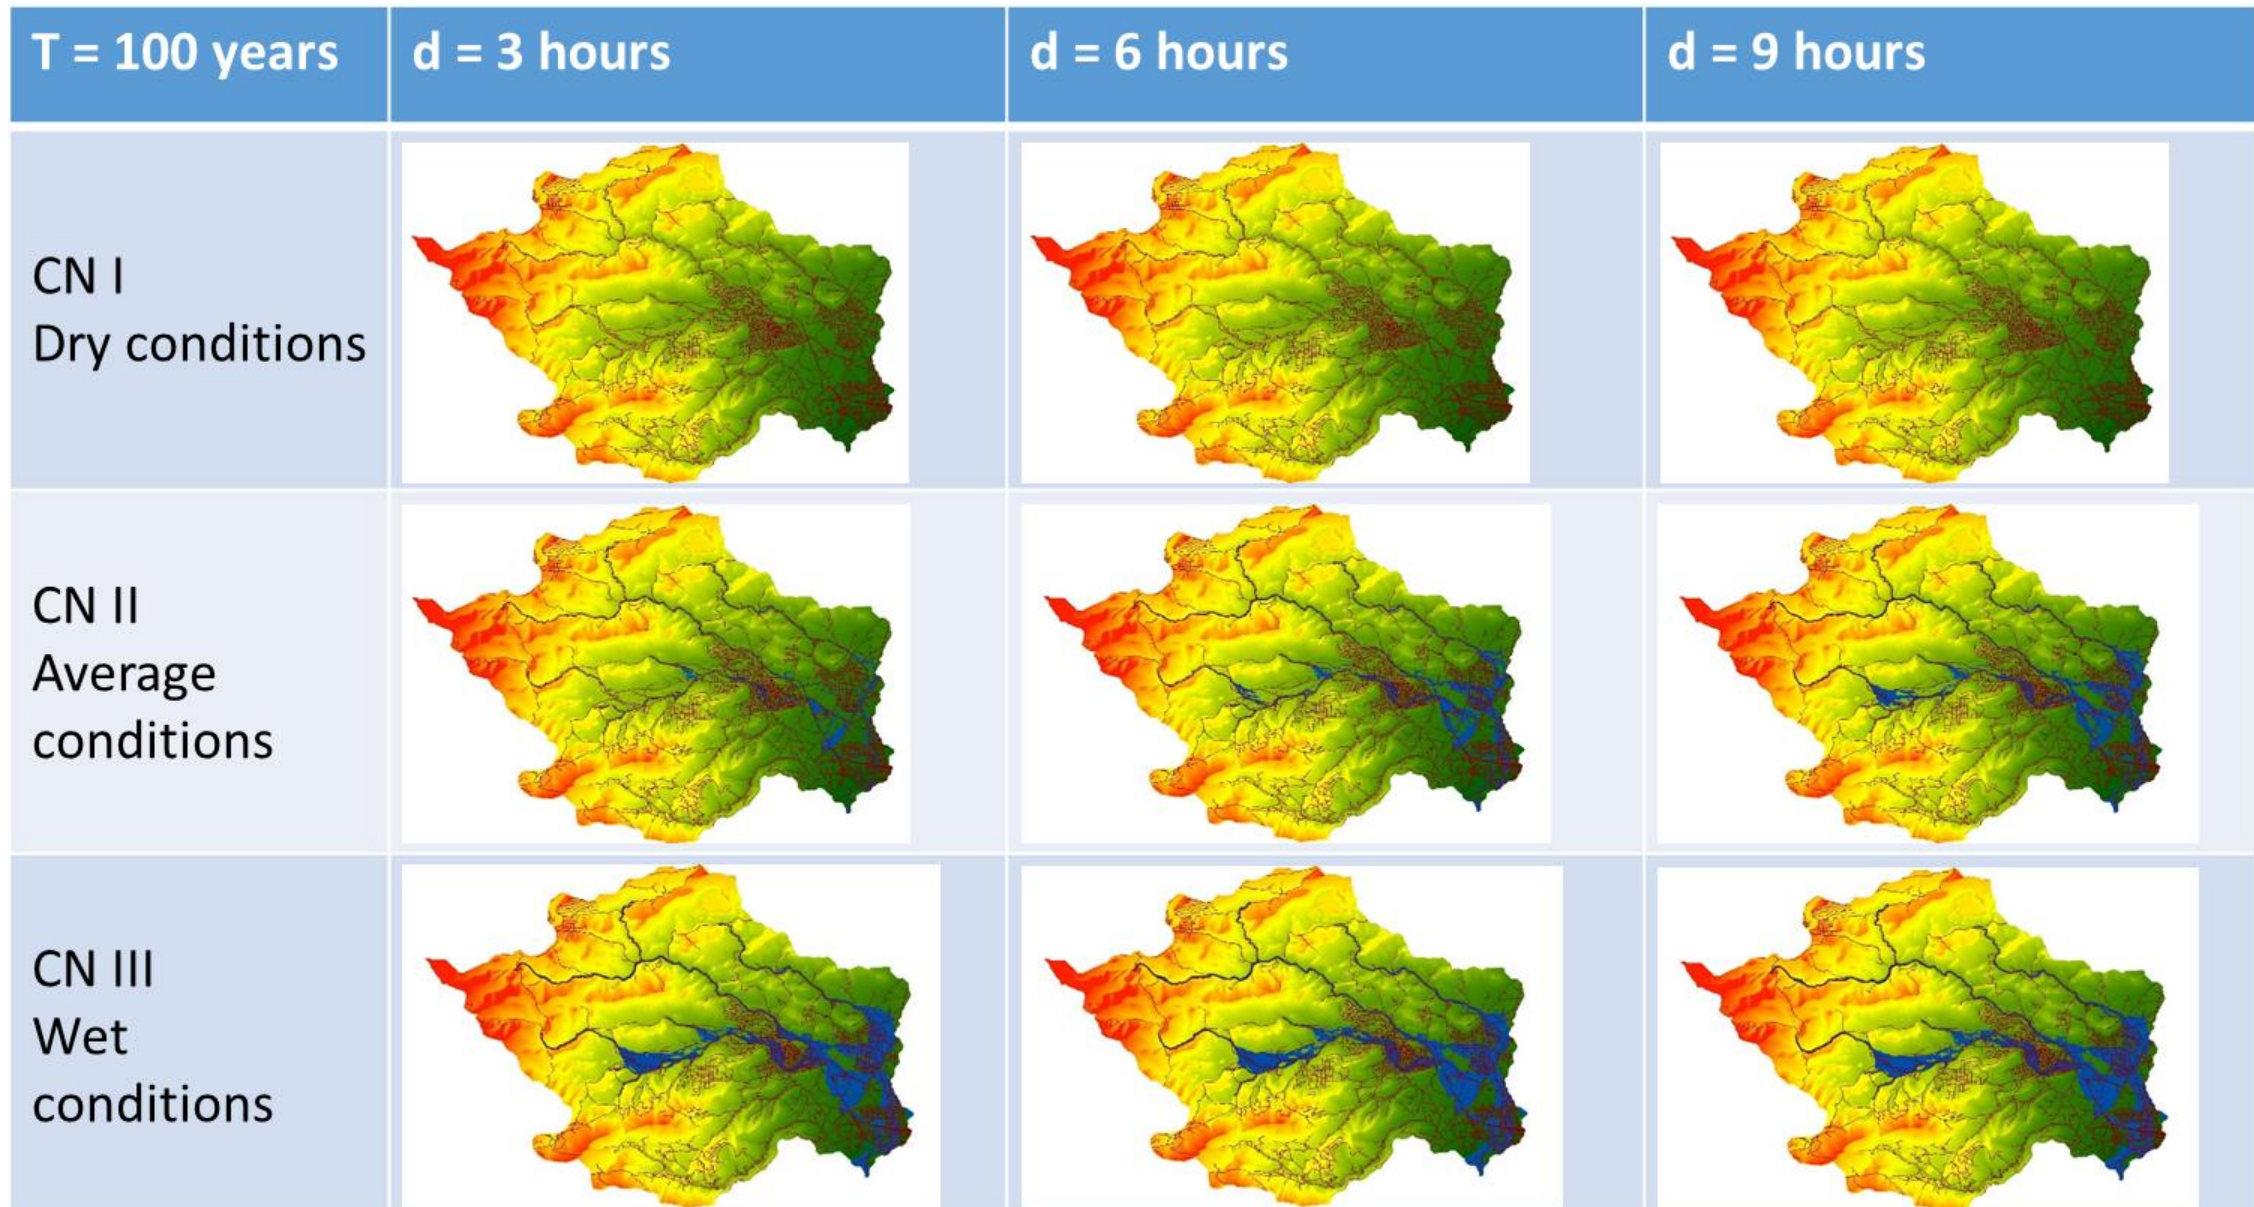 T = 100 years
d = 3 hours
d = 6 hours
d = 9 hours
CN I
Dry conditions
CN II
Average
conditions
CN III
Wet
conditions